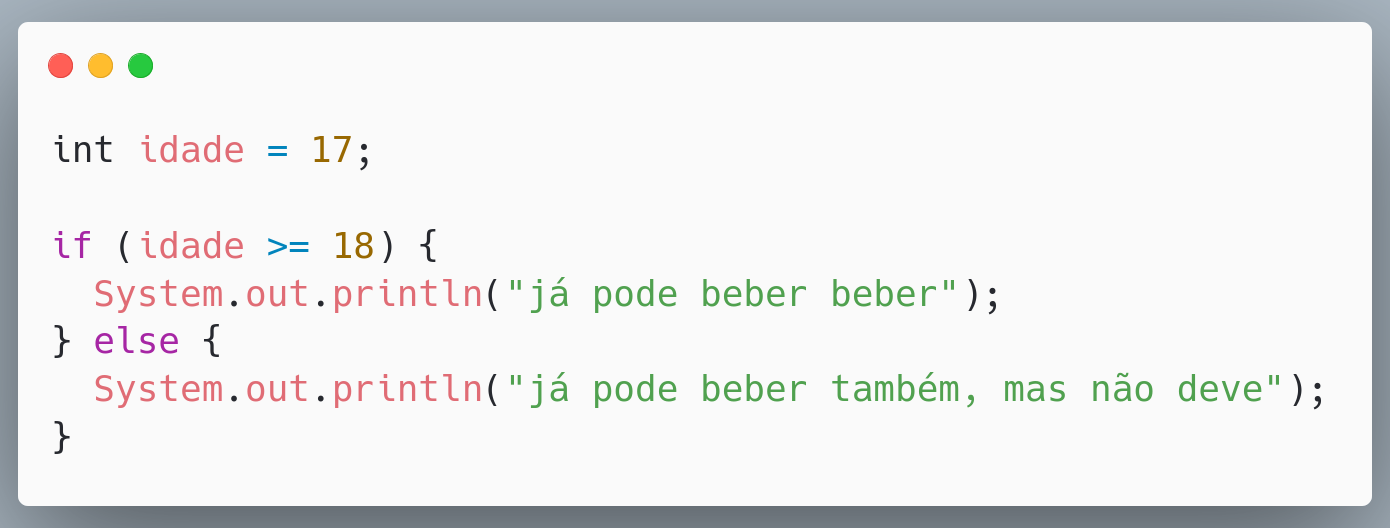 int idade = 17;
if (idade >= 18) {
System.out.println("já pode beber beber");
} else {
System.out.println("já pode beber também, mas não deve");
}